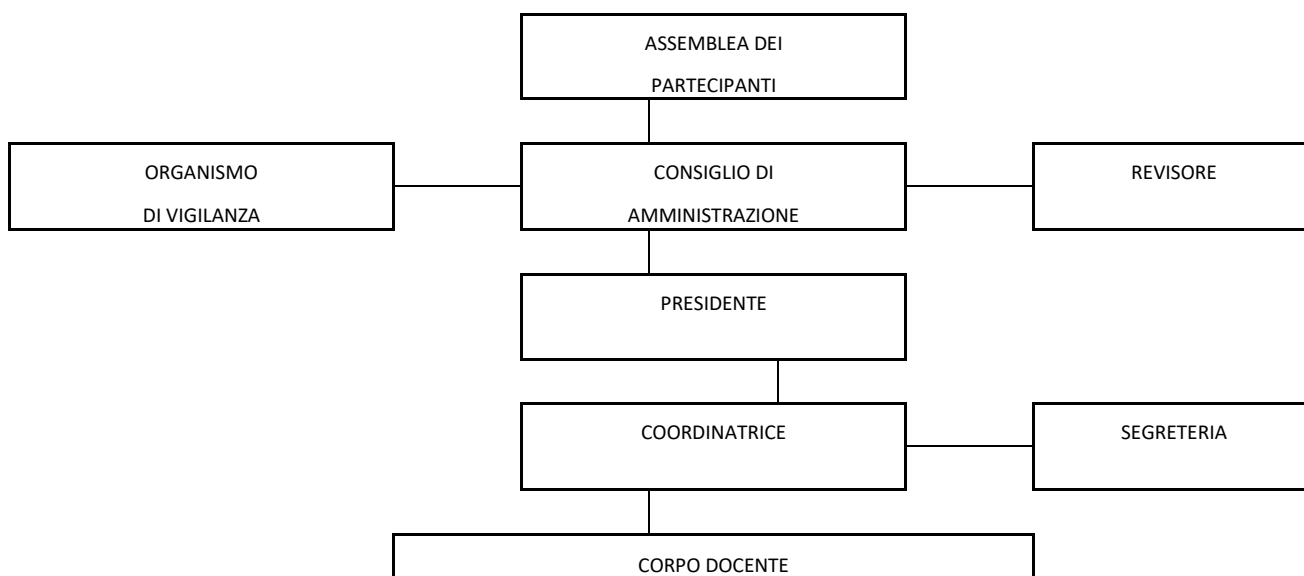 ASSEMBLEA DEI
PARTECIPANTI
ORGANISMO
DI VIGILANZA
CONSIGLIO DI
AMMINISTRAZIONE
REVISORE
PRESIDENTE
COORDINATRICE
SEGRETERIA
CORPO DOCENTE